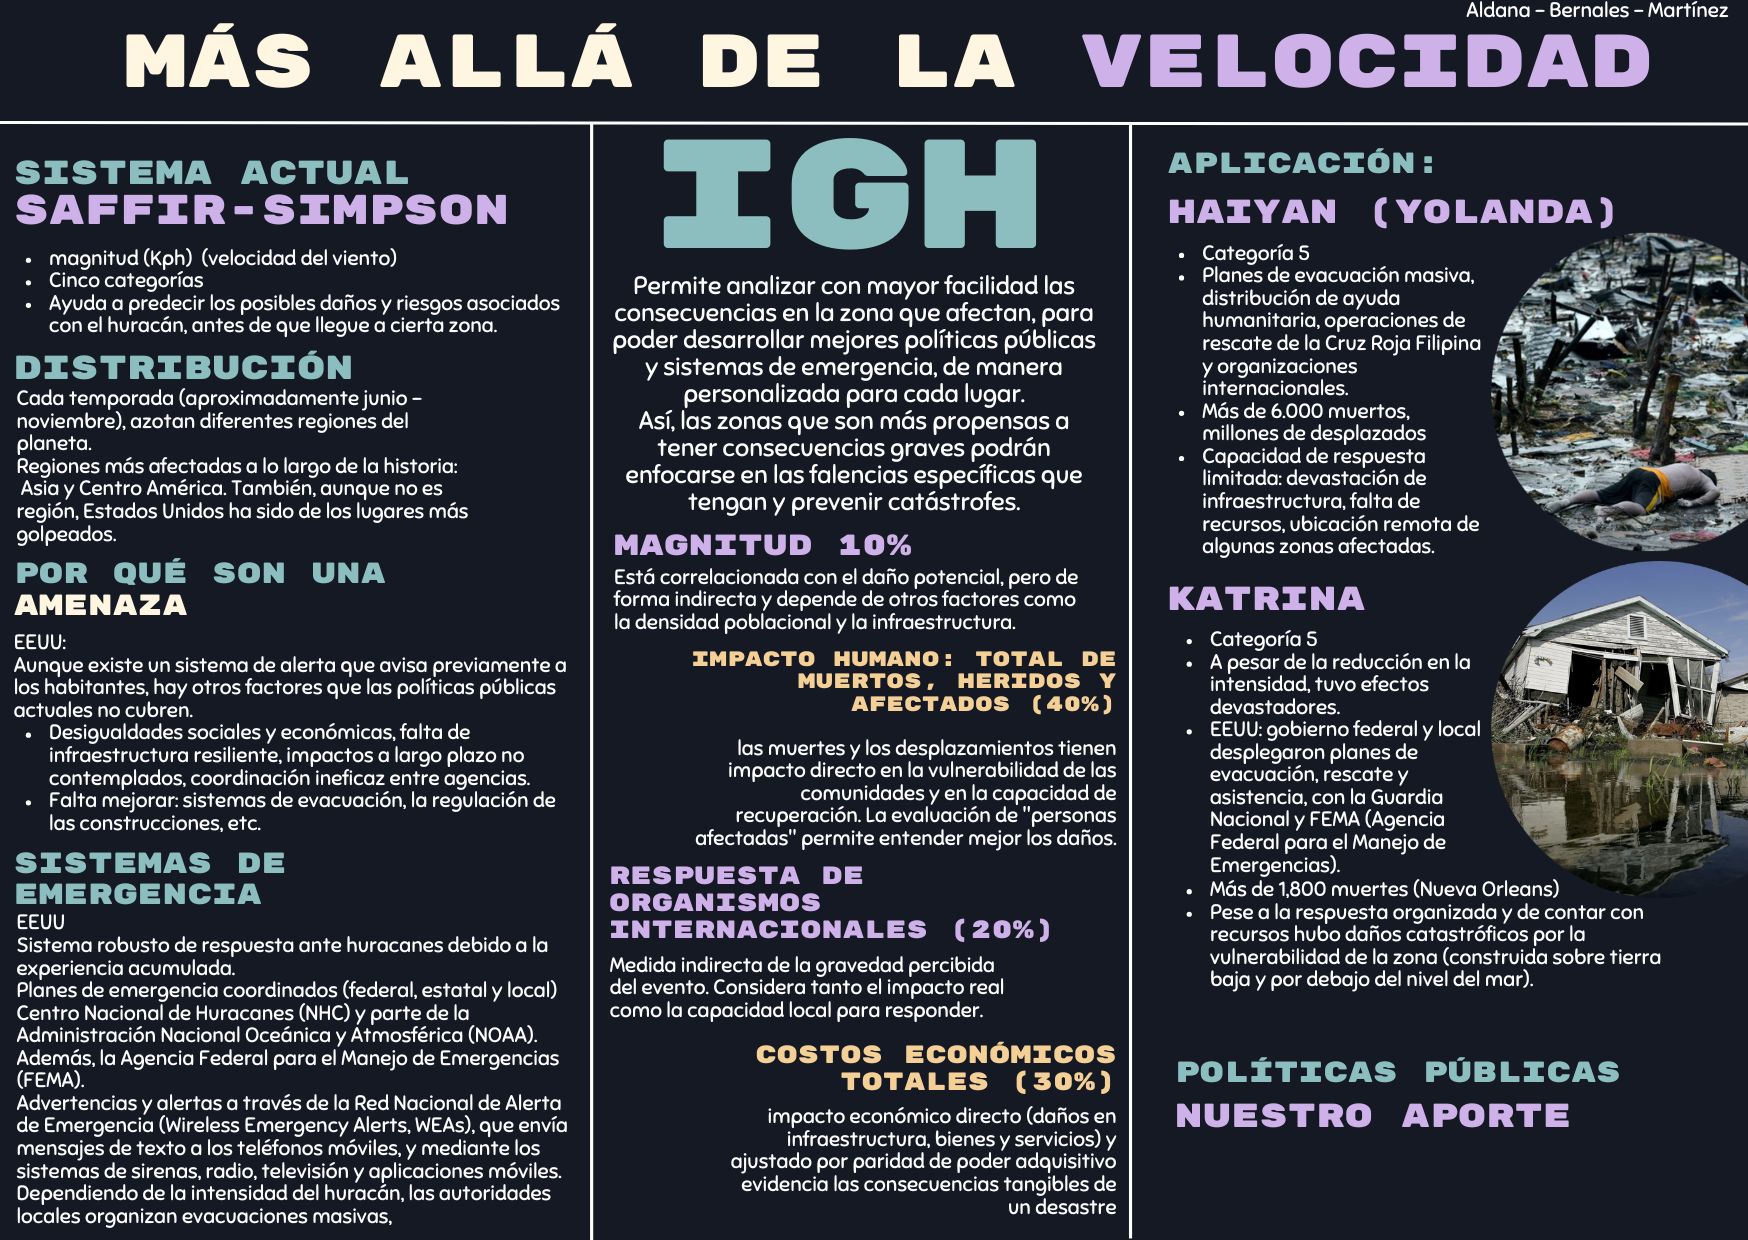 Aldana - Bernales - Martínez
MÁS ALLÁ DE LA VELOCIDAD
SISTEMA ACTUAL
SAFFIR-SIMPSON
• magnitud (Kph)  (velocidad del viento)
• Cinco categorías
• Ayuda a predecir los posibles daños y riesgos asociados
con el huracán, antes de que llegue a cierta zona.
DISTRIBUCIÓN
Cada temporada (aproximadamente junio -
noviembre), azotan diferentes regiones del
planeta.
Regiones más afectadas a lo largo de la historia:
Asia y Centro América. También, aunque no es
región, Estados Unidos ha sido de los lugares más
golpeados.
POR QUÉ SON UNA
AMENAZA
EEUU:
Aunque existe un sistema de alerta que avisa previamente a
los habitantes, hay otros factores que las políticas públicas
actuales no cubren.
• Desigualdades sociales y económicas, falta de
infraestructura resiliente, impactos a largo plazo no
contemplados, coordinación ineficaz entre agencias.
• Falta mejorar: sistemas de evacuación, la regulación de
las construcciones, etc.
SISTEMAS DE
EMERGENCIA
EEUU
Sistema robusto de respuesta ante huracanes debido a la
experiencia acumulada.
Planes de emergencia coordinados (federal, estatal y local)
Centro Nacional de Huracanes (NHC) y parte de la
Administración Nacional Oceánica y Atmosférica (NOAA).
Además, la Agencia Federal para el Manejo de Emergencias
(FEMA).
Advertencias y alertas a través de la Red Nacional de Alerta
de Emergencia (Wireless Emergency Alerts, WEAs), que envía
mensajes de texto a los teléfonos móviles, y mediante los
sistemas de sirenas, radio, televisión y aplicaciones móviles.
Dependiendo de la intensidad del huracán, las autoridades
locales organizan evacuaciones masivas,
IGH
Permite analizar con mayor facilidad las
consecuencias en la zona que afectan, para
poder desarrollar mejores políticas públicas
y sistemas de emergencia, de manera
personalizada para cada lugar.
Así, las zonas que son más propensas a
tener consecuencias graves podrán
enfocarse en las falencias específicas que
tengan y prevenir catástrofes.
MAGNITUD 10%
Está correlacionada con el daño potencial, pero de
forma indirecta y depende de otros factores como
la densidad poblacional y la infraestructura.
IMPACTO HUMANO: TOTAL DE
MUERTOS, HERIDOS Y
AFECTADOS (40%)
las muertes y los desplazamientos tienen
impacto directo en la vulnerabilidad de las
comunidades y en la capacidad de
recuperación. La evaluación de "personas
afectadas" permite entender mejor los daños.
RESPUESTA DE
ORGANISMOS
INTERNACIONALES (20%)
Medida indirecta de la gravedad percibida
del evento. Considera tanto el impacto real
como la capacidad local para responder.
COSTOS ECONÓMICOS
TOTALES (30%)
impacto económico directo (daños en
infraestructura, bienes y servicios) y
ajustado por paridad de poder adquisitivo
evidencia las consecuencias tangibles de
un desastre
APLICACIÓN:
HAIYAN (YOLANDA)
• Categoría 5
• Planes de evacuación masiva,
distribución de ayuda
humanitaria, operaciones de
rescate de la Cruz Roja Filipina
y organizaciones
internacionales.
• Más de 6.000 muertos,
millones de desplazados
• Capacidad de respuesta
limitada: devastación de
infraestructura, falta de
recursos, ubicación remota de
algunas zonas afectadas.
KATRINA
• Categoría 5
• A pesar de la reducción en la
intensidad, tuvo efectos
devastadores.
• EEUU: gobierno federal y local
desplegaron planes de
evacuación, rescate y
asistencia, con la Guardia
Nacional y FEMA (Agencia
Federal para el Manejo de
Emergencias).
• Más de 1,800 muertes (Nueva Orleans)
• Pese a la respuesta organizada y de contar con
recursos hubo daños catastróficos por la
vulnerabilidad de la zona (construida sobre tierra
baja y por debajo del nivel del mar).
POLÍTICAS PÚBLICAS
NUESTRO APORTE